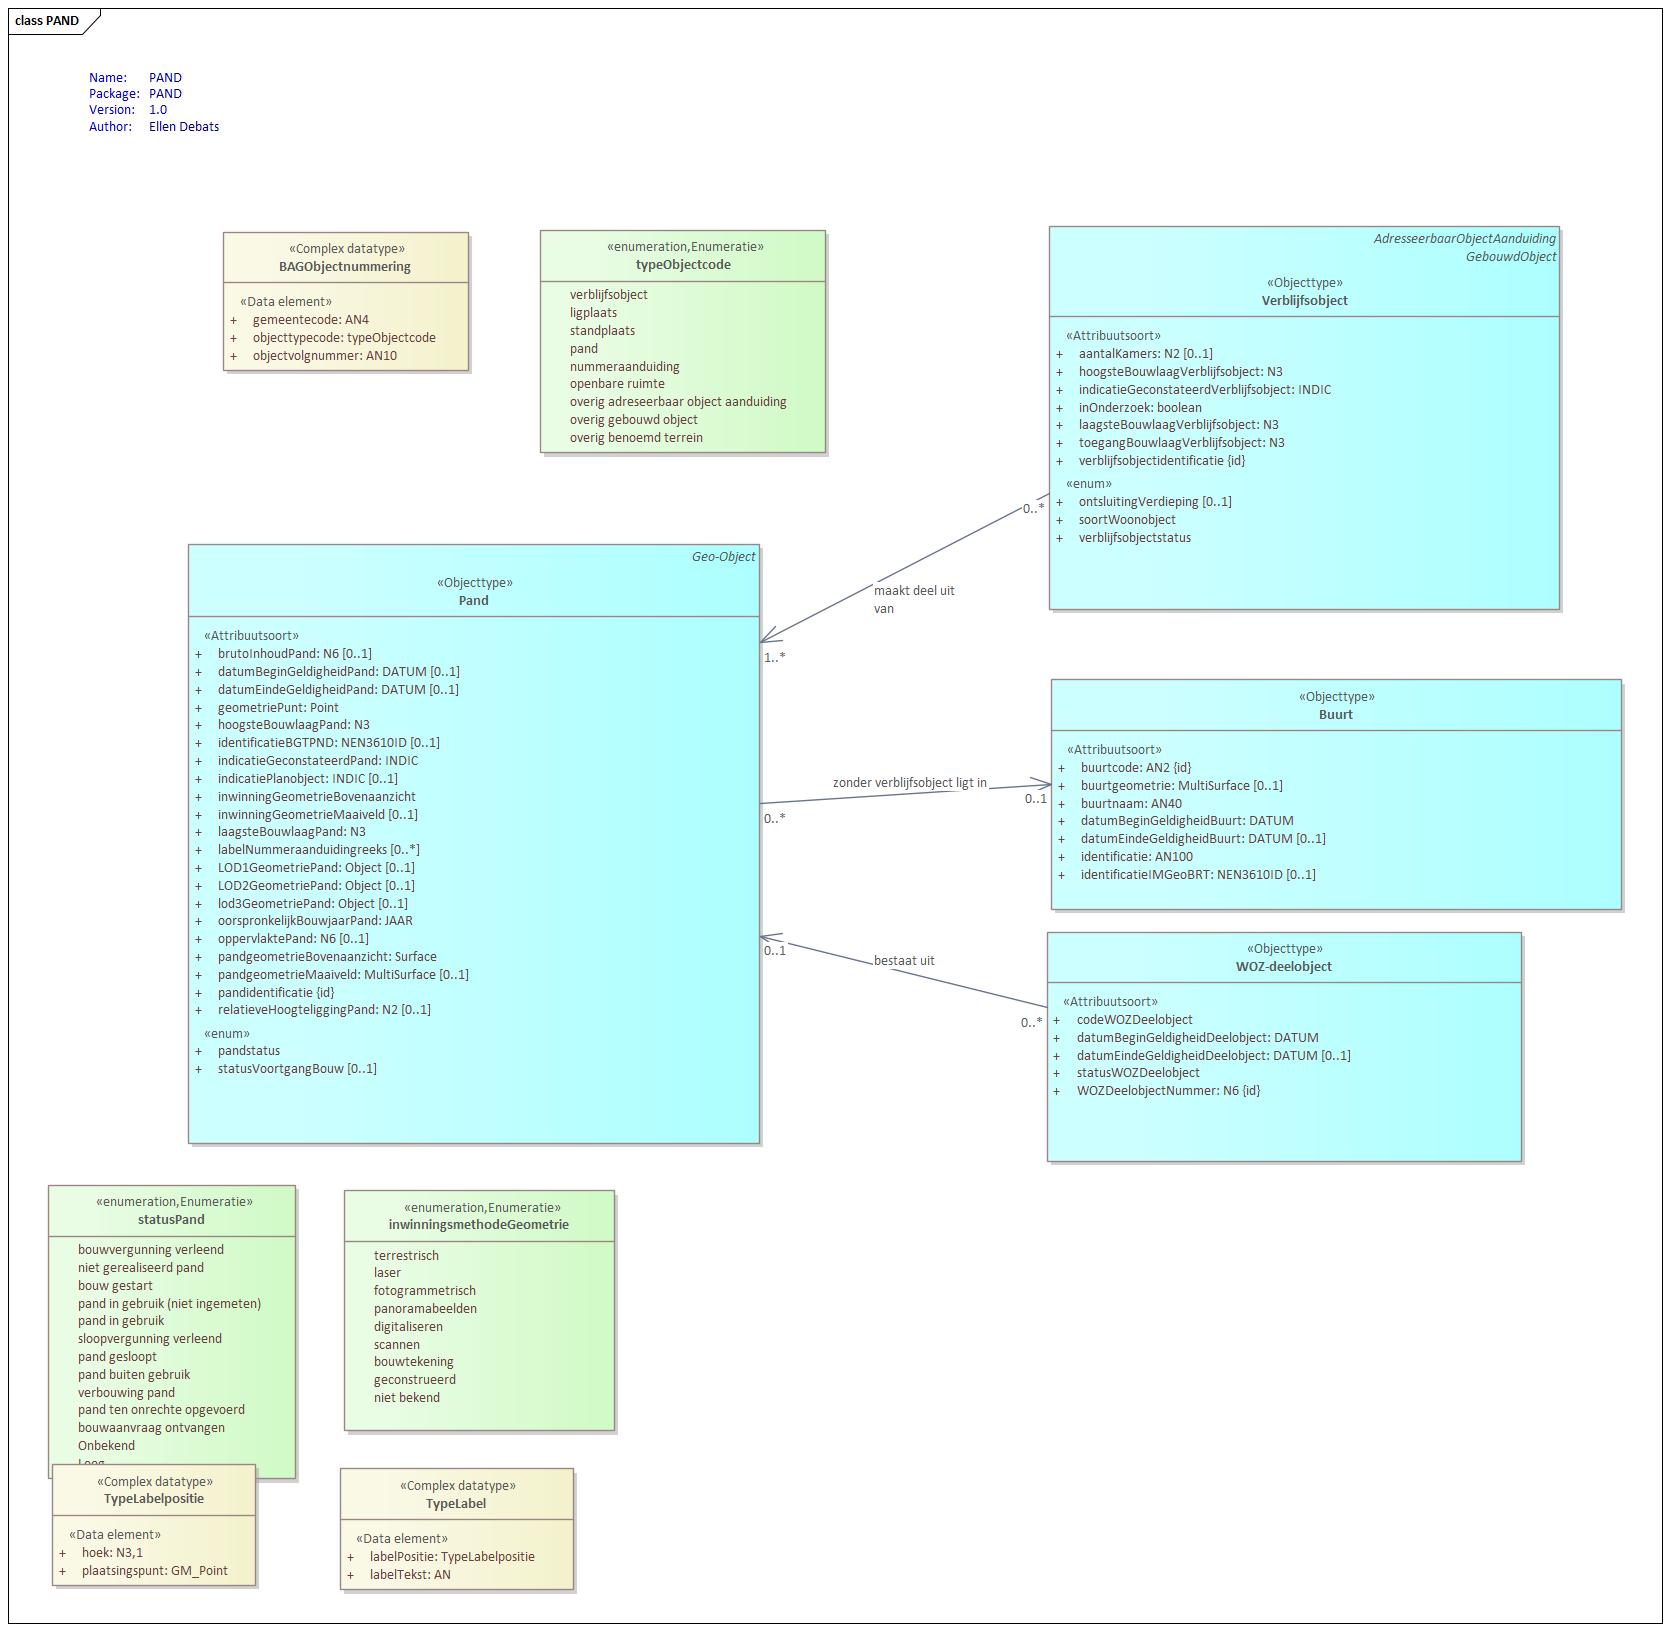 class PAND
Name: PAND
Package: PAND
Version: 1.0
Author: Ellen Debats
«Complex datatype»
BAGObjectnummering
«Data element»
+ gemeentecode: AN4
+ objecttypecode: typeObjectcode
+ objectvolgnummer: AN10
«enumeration,Enumeratie»
typeObjectcode
verblijfsobject
ligplaats
standplaats
pand
nummeraanduiding
openbare ruimte
overig adreseerbaar object aanduiding
overig gebouwd object
overig benoemd terrein
AdresseerbaarObjectAanduiding
GebouwdObject
«Objecttype»
Verblijfsobject
«Attribuutsoort»
+ aantalKamers: N2 [0..1]
+ hoogsteBouwlaagVerblijfsobject: N3
+ indicatieGeconstateerdVerblijfsobject: INDIC
+ inOnderzoek: boolean
+ laagsteBouwlaagVerblijfsobject: N3
+ toegangBouwlaagVerblijfsobject: N3
+ verblijfsobjectidentificatie {id}
«enum»
+ ontsluitingVerdieping [0..1]
+ soortWoonobject
+ verblijfsobjectstatus
0..*
maakt deel uit
van
1..*
Geo-Object
«Objecttype»
Pand
«Attribuutsoort»
+ brutoInhoudPand: N6 [0..1]
+ datumBeginGeldigheidPand: DATUM [0..1]
+ datumEindeGeldigheidPand: DATUM [0..1]
+ geometriePunt: Point
+ hoogsteBouwlaagPand: N3
+ identificatieBGTPND: NEN3610ID [0..1]
+ indicatieGeconstateerdPand: INDIC
+ indicatiePlanobject: INDIC [0..1]
+ inwinningGeometrieBovenaanzicht
+ inwinningGeometrieMaaiveld [0..1]
+ laagsteBouwlaagPand: N3
+ labelNummeraanduidingreeks [0..*]
+ LOD1GeometriePand: Object [0..1]
+ LOD2GeometriePand: Object [0..1]
+ lod3GeometriePand: Object [0..1]
+ oorspronkelijkBouwjaarPand: JAAR
+ oppervlaktePand: N6 [0..1]
+ pandgeometrieBovenaanzicht: Surface
+ pandgeometrieMaaiveld: MultiSurface [0..1]
+ pandidentificatie {id}
+ relatieveHoogteliggingPand: N2 [0..1]
«enum»
+ pandstatus
+ statusVoortgangBouw [0..1]
zonder verblijfsobject ligt in
0..*
0..1
«Objecttype»
Buurt
«Attribuutsoort»
+ buurtcode: AN2 {id}
+ buurtgeometrie: MultiSurface [0..1]
+ buurtnaam: AN40
+ datumBeginGeldigheidBuurt: DATUM
+ datumEindeGeldigheidBuurt: DATUM [0..1]
+ identificatie: AN100
+ identificatieIMGeoBRT: NEN3610ID [0..1]
0..1
bestaat uit
0..*
«Objecttype»
WOZ-deelobject
«Attribuutsoort»
+ codeWOZDeelobject
+ datumBeginGeldigheidDeelobject: DATUM
+ datumEindeGeldigheidDeelobject: DATUM [0..1]
+ statusWOZDeelobject
+ WOZDeelobjectNummer: N6 {id}
«enumeration,Enumeratie»
statusPand
bouwvergunning verleend
niet gerealiseerd pand
bouw gestart
pand in gebruik (niet ingemeten)
pand in gebruik
sloopvergunning verleend
pand gesloopt
pand buiten gebruik
verbouwing pand
pand ten onrechte opgevoerd
bouwaanvraag ontvangen
Onbekend
«enumeration,Enumeratie»
inwinningsmethodeGeometrie
terrestrisch
laser
fotogrammetrisch
panoramabeelden
digitaliseren
scannen
bouwtekening
geconstrueerd
niet bekend
«Complex datatype»
TypeLabelpositie
«Data element»
+ hoek: N3,1
+ plaatsingspunt: GM_Point
«Complex datatype»
TypeLabel
«Data element»
+ labelPositie: TypeLabelpositie
+ labelTekst: AN